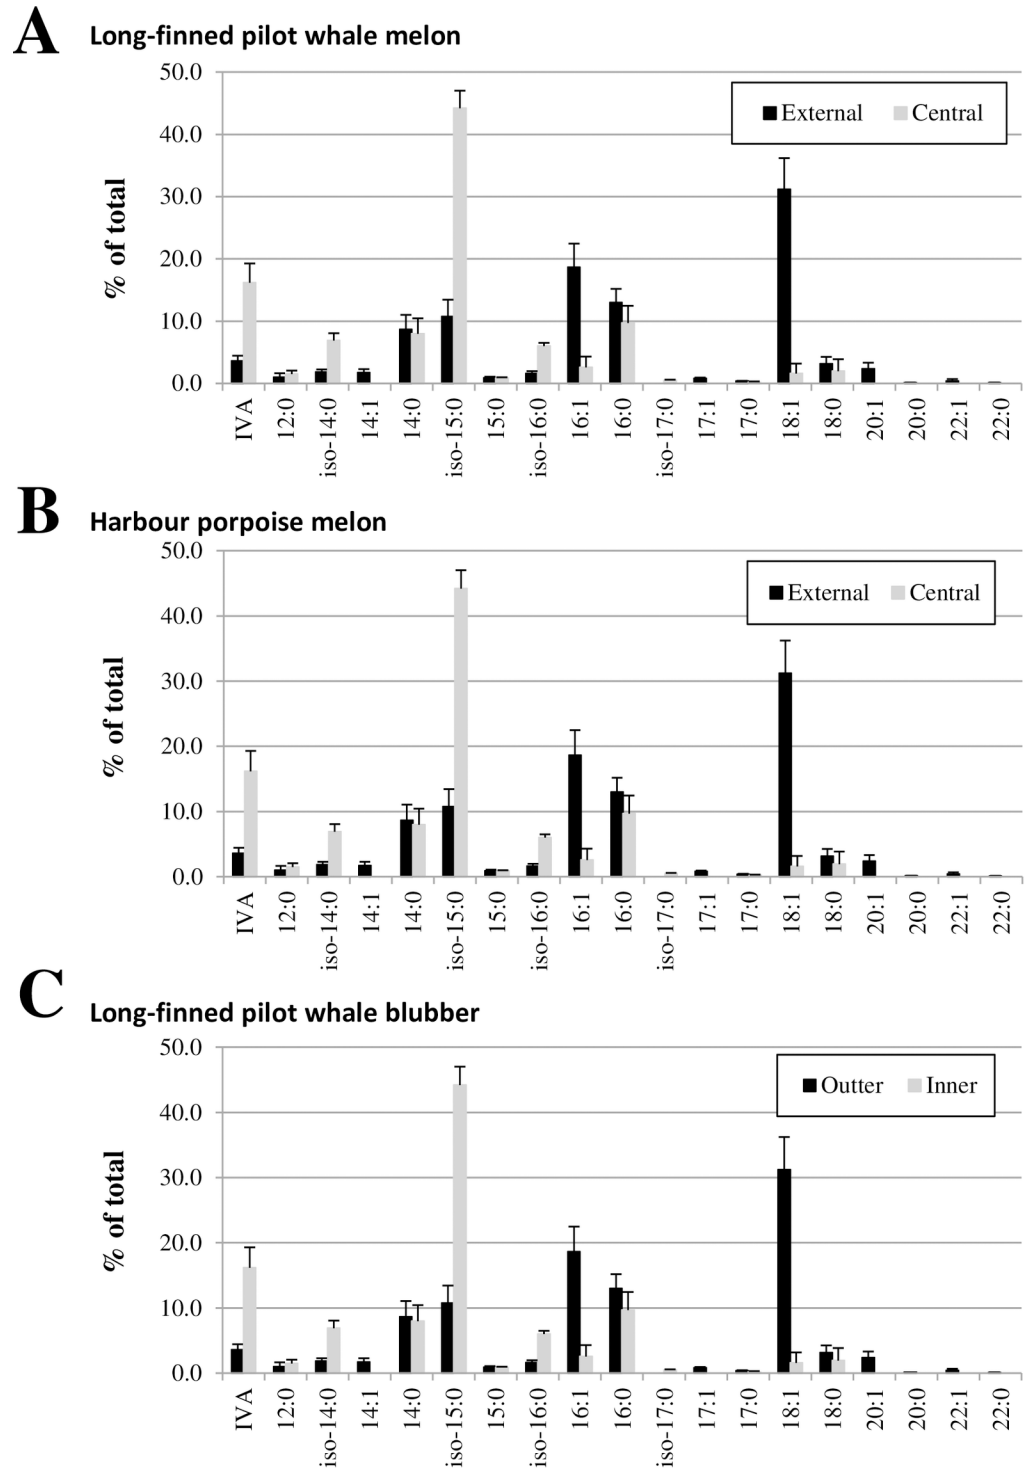 A Long-finned pilot whale melon
50.0
External Central
40.0
30.0
% of total
20.0
10.0
0.0
IVA 12:0 iso-14:0 14:1 14:0 iso-15:0 15:0 iso-16:0 16:1 16:0 iso-17:0 17:1 17:0 18:1 18:0 20:1 20:0 22:1 22:0
B Harbour porpoise melon
50.0
External Central
40.0
30.0
% of total
20.0
10.0
0.0
IVA 12:0 iso-14:0 14:1 14:0 iso-15:0 15:0 iso-16:0 16:1 16:0 iso-17:0 17:1 17:0 18:1 18:0 20:1 20:0 22:1 22:0
C Long-finned pilot whale blubber
50.0
Outter Inner
40.0
30.0
% of total
20.0
10.0
0.0
IVA 12:0 iso-14:0 14:1 14:0 iso-15:0 15:0 iso-16:0 16:1 16:0 iso-17:0 17:1 17:0 18:1 18:0 20:1 20:0 22:1 22:0